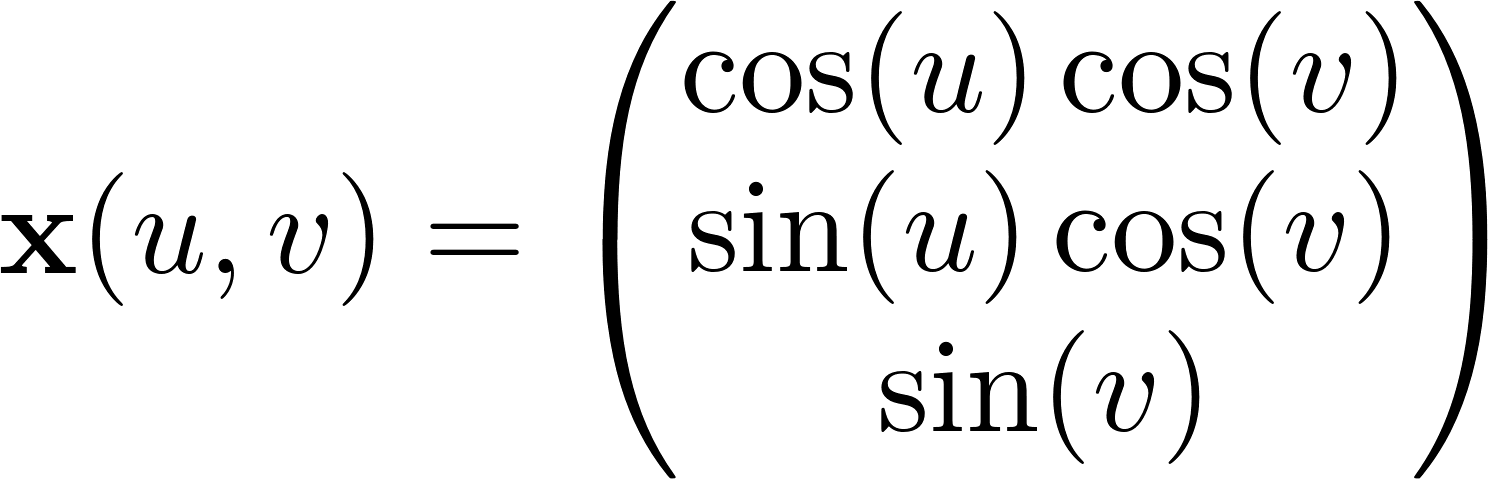 cos(u) cos(v)
x(u, v) = sin(u) cos(v)
sin(v)